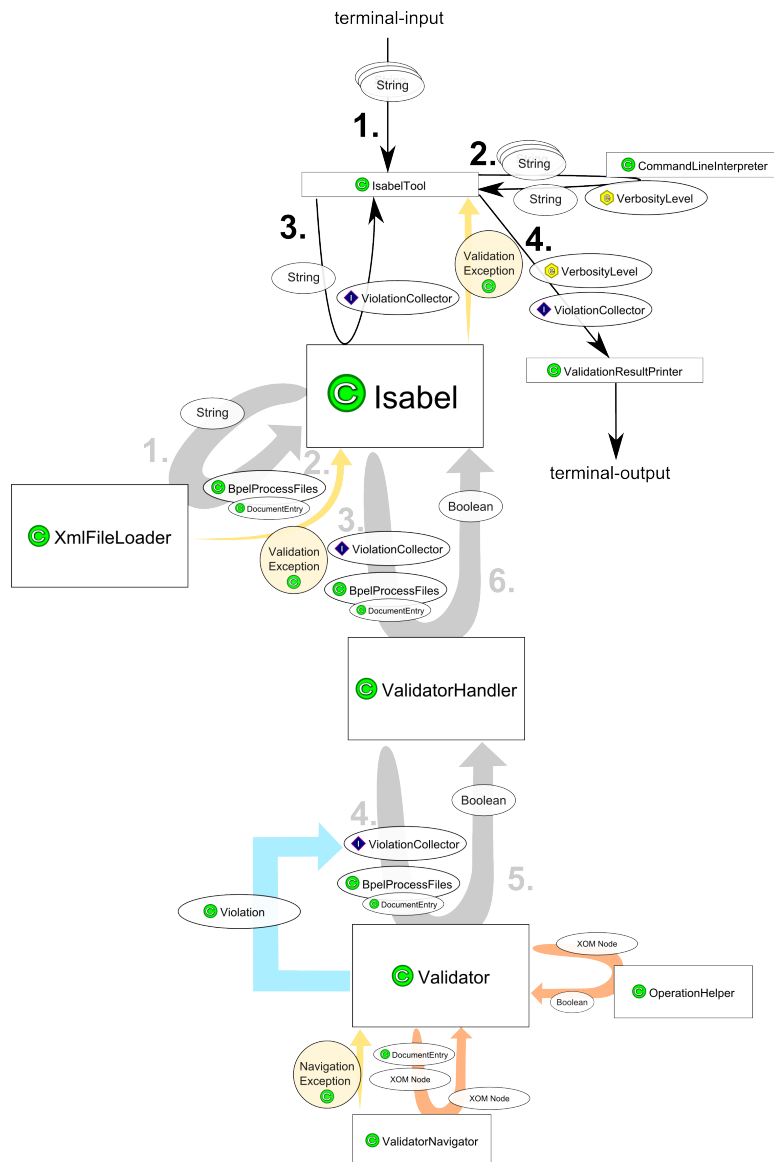 terminal-input
String
1.
2.
String
CommandLineInterpreter
IsabelTool
String
VerbosityLevel
3.
4.
Validation
Exception
VerbosityLevel
String
ViolationCollector
ViolationCollector
Isabel
ValidationResultPrinter
String
1.
2.
terminal-output
BpelProcessFiles
DocumentEntry
Boolean
3.
XmlFileLoader
Validation
Exception
ViolationCollector
6.
BpelProcessFiles
DocumentEntry
ValidatorHandler
Boolean
4.
ViolationCollector
5.
BpelProcessFiles
DocumentEntry
Violation
XOM Node
Validator
OperationHelper
Boolean
Navigation
Exception
DocumentEntry
XOM Node
XOM Node
ValidatorNavigator